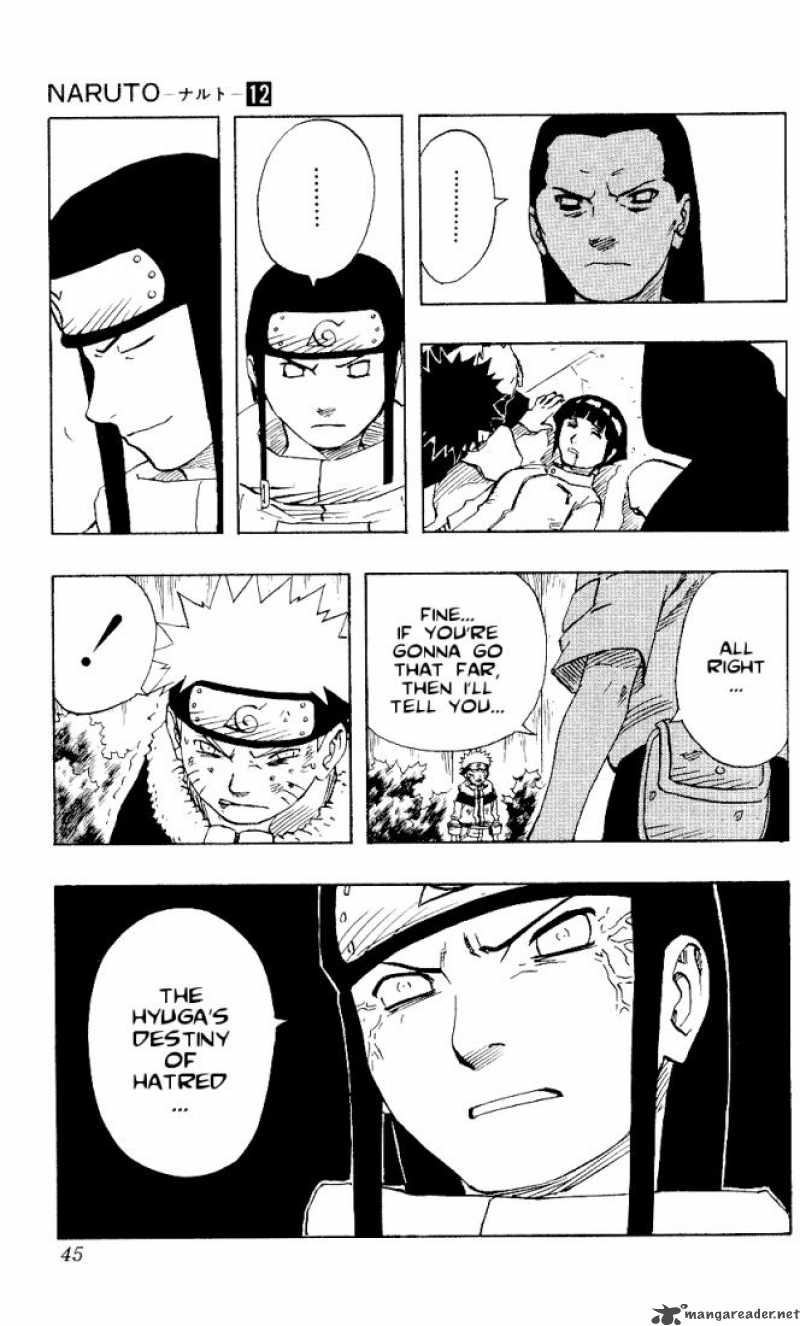 NARUTO —ナルト— 12
.........
.........
ALL
RIGHT
...
FINE...
IF YOU'RE
GONNA GO
THAT FAR,
THEN I'LL
TELL YOU...
!
THE
HYUGA'S
DESTINY
OF
HATRED
...
45
mangareader.net